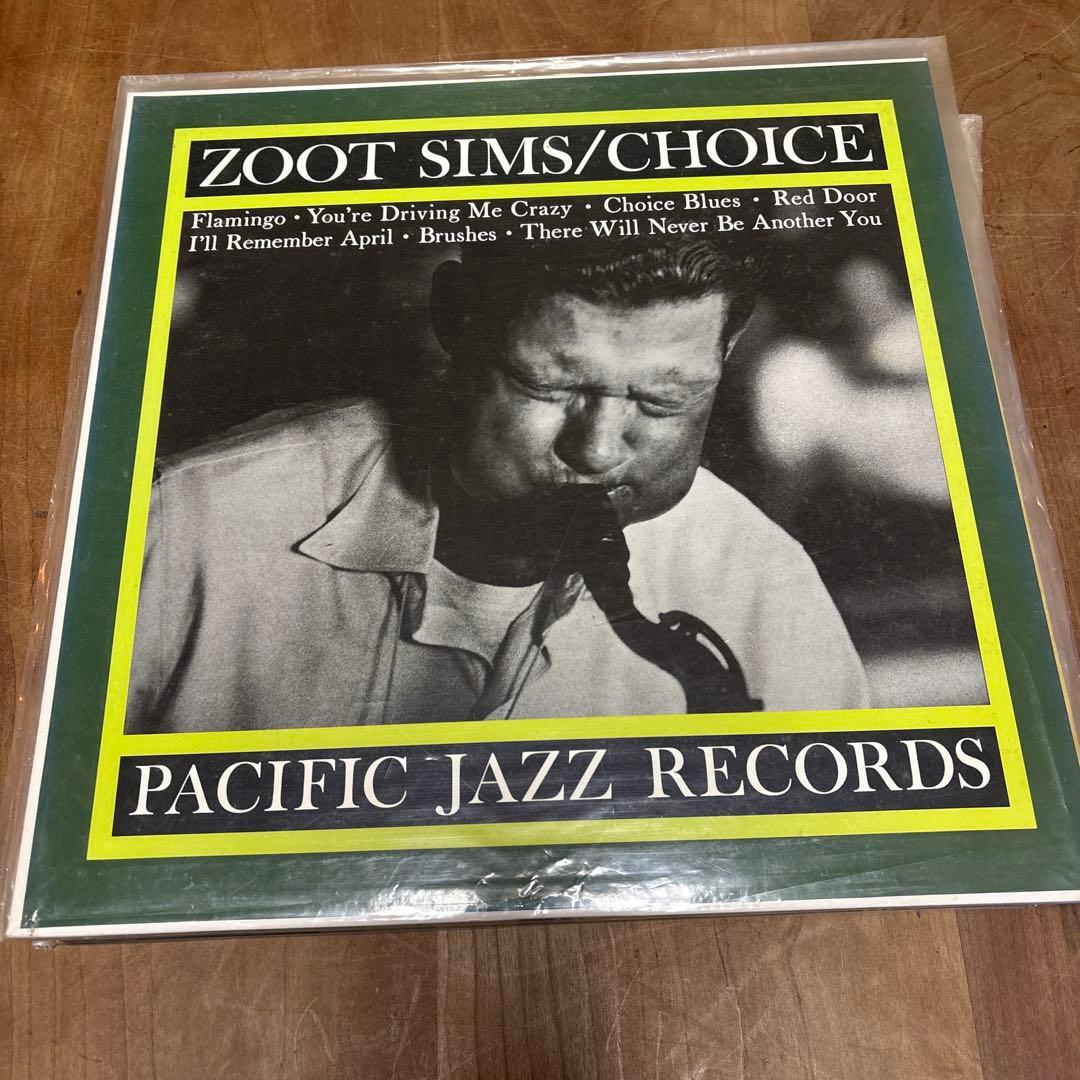 ZOOT SIMS/CHOICE
Flamingo • You're Driving Me Crazy • Choice Blues • Red Door
I'll Remember April • Brushes • There Will Never Be Another You
PACIFIC JAZZ RECORDS